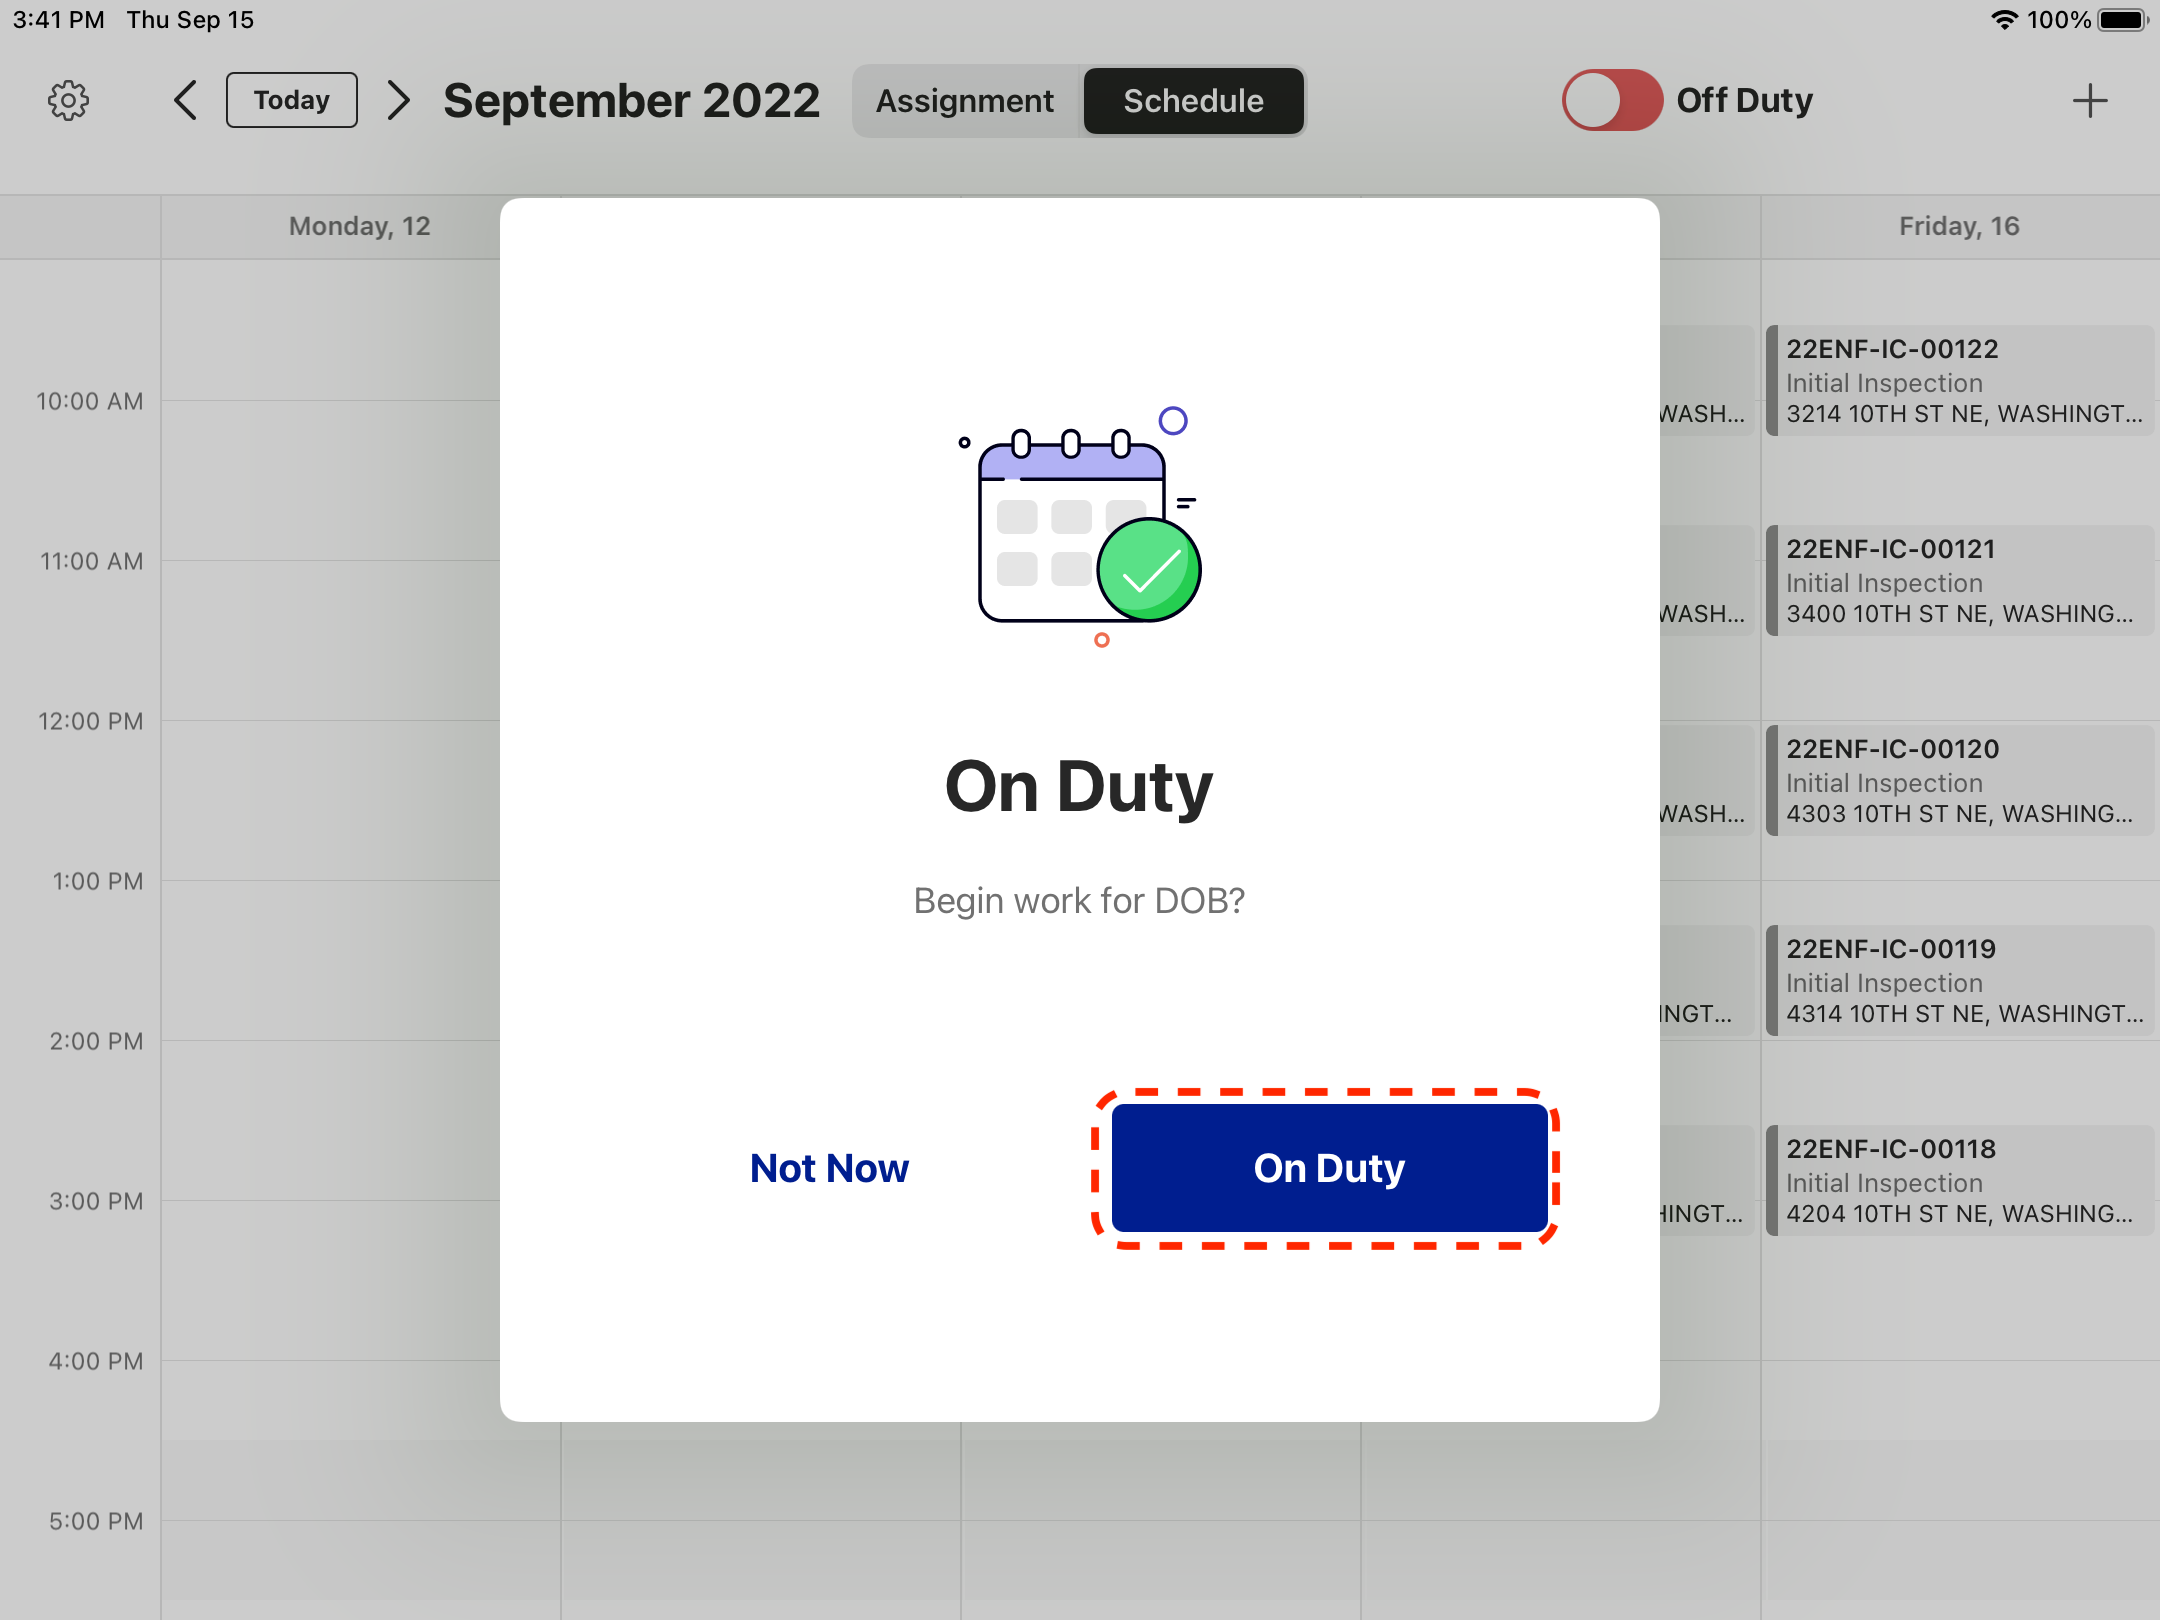 3:41 PM Thu Sep 15
100%
Today
September 2022
Assignment
Schedule
Off Duty
Monday, 12
Friday, 16
10:00 AM
11:00 AM
12:00 PM
1:00 PM
2:00 PM
3:00 PM
4:00 PM
5:00 PM
On Duty
Begin work for DOB?
Not Now
On Duty
WASH...
WASH...
WASH...
INGT...
HINGT...
22ENF-IC-00122
Initial Inspection
3214 10TH ST NE, WASHINGT...
22ENF-IC-00121
Initial Inspection
3400 10TH ST NE, WASHING...
22ENF-IC-00120
Initial Inspection
4303 10TH ST NE, WASHING...
22ENF-IC-00119
Initial Inspection
4314 10TH ST NE, WASHINGT...
22ENF-IC-00118
Initial Inspection
4204 10TH ST NE, WASHING...